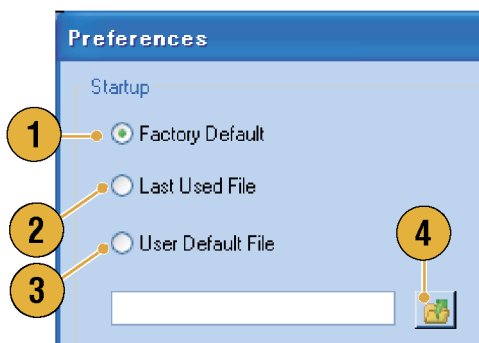 Preferences
Startup
1
Factory Default
2
Last Used File
3
User Default File
4